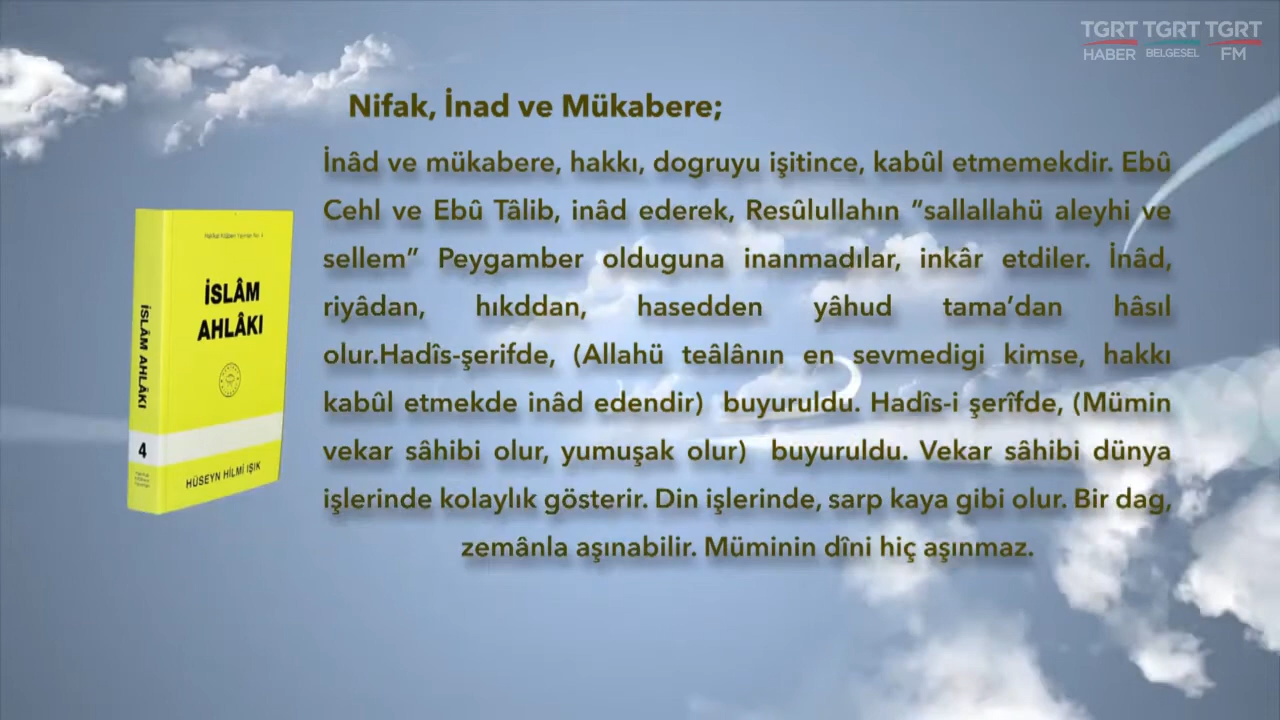 TGRT TGRT TGRT
HABER BELGESEL FM
Nifak, İnad ve Mükabere;
İnâd ve mükabere, hakkı, dogruyu işitince, kabûl etmemekdir. Ebû
Cehl ve Ebû Tâlib, inâd ederek, Resûlullahın “sallallahü aleyhi ve
sellem” Peygamber olduguna inanmadılar, inkâr etdiler. İnâd,
riyâdan, hıkddan, hasedden yâhud tama’dan hâsıl
olur.Hadîs-şerifde, (Allahü teâlânın en sevmedigi kimse, hakkı
kabûl etmekde inâd edendir) buyuruldu. Hadîs-i şerîfde, (Mümin
vekar sâhibi olur, yumuşak olur) buyuruldu. Vekar sâhibi dünya
işlerinde kolaylık gösterir. Din işlerinde, sarp kaya gibi olur. Bir dag,
zemânla aşınabilir. Müminin dîni hiç aşınmaz.
İSLÂM
AHLÂKI
HÜSEYN HİLMİ IŞIK
İSLÂM AHLÂKI
4